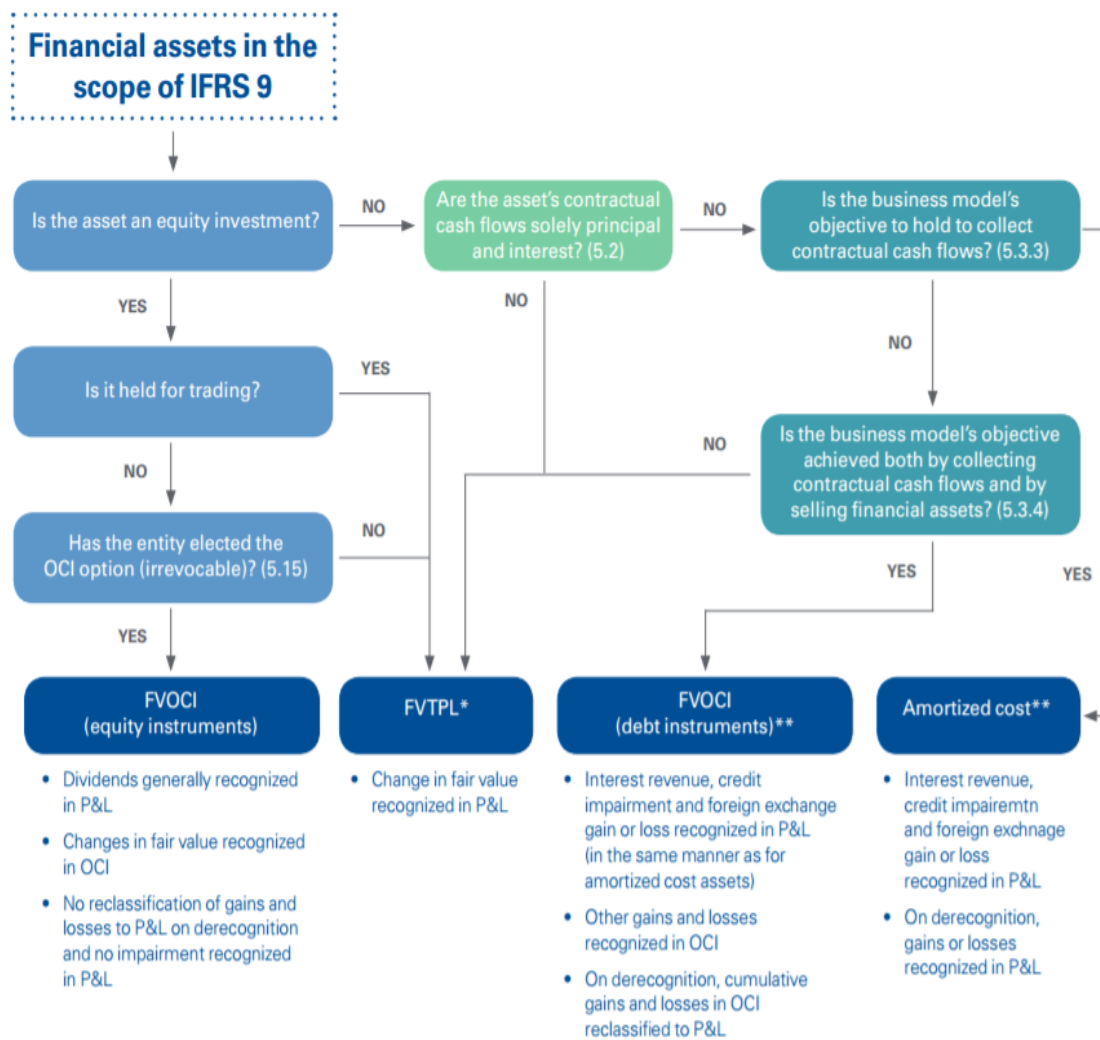 Financial assets in the
scope of IFRS 9
Is the asset an equity investment?
NO
Are the asset's contractual
cash flows solely principal
and interest? (5.2)
NO
Is the business model's
objective to hold to collect
contractual cash flows? (5.3.3)
YES
NO
NO
Is it held for trading?
YES
NO
Is the business model's objective
achieved both by collecting
contractual cash flows and by
selling financial assets? (5.3.4)
NO
Has the entity elected the
OCI option (irrevocable)? (5.15)
NO
YES
YES
YES
FVOCI
(equity instruments)
• Dividends generally recognized
in P&L
• Changes in fair value recognized
in OCI
• No reclassification of gains and
losses to P&L on derecognition
and no impairment recognized
in P&L
FVTPL*
• Change in fair value
recognized in P&L
FVOCI
(debt instruments)**
• Interest revenue, credit
impairment and foreign exchange
gain or loss recognized in P&L
(in the same manner as for
amortized cost assets)
• Other gains and losses
recognized in OCI
• On derecognition, cumulative
gains and losses in OCI
reclassified to P&L
Amortized cost**
• Interest revenue,
credit impairemtn
and foreign exchnage
gain or loss
recognized in P&L
• On derecognition,
gains or losses
recognized in P&L